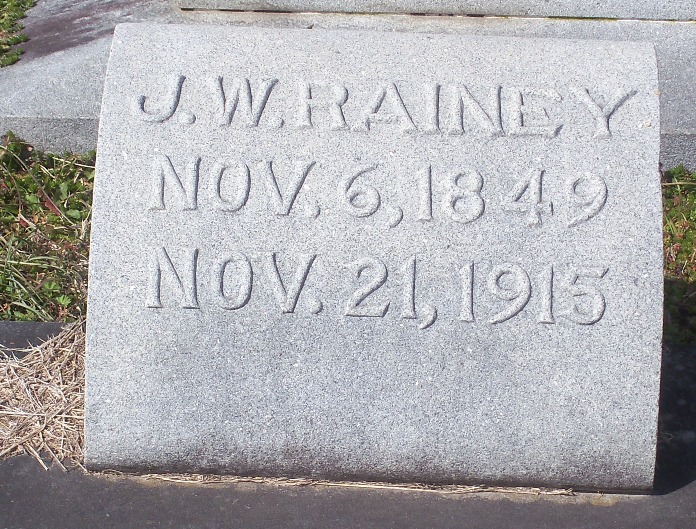 J. W. RAINEY
NOV. 6, 1849
NOV. 21, 1915